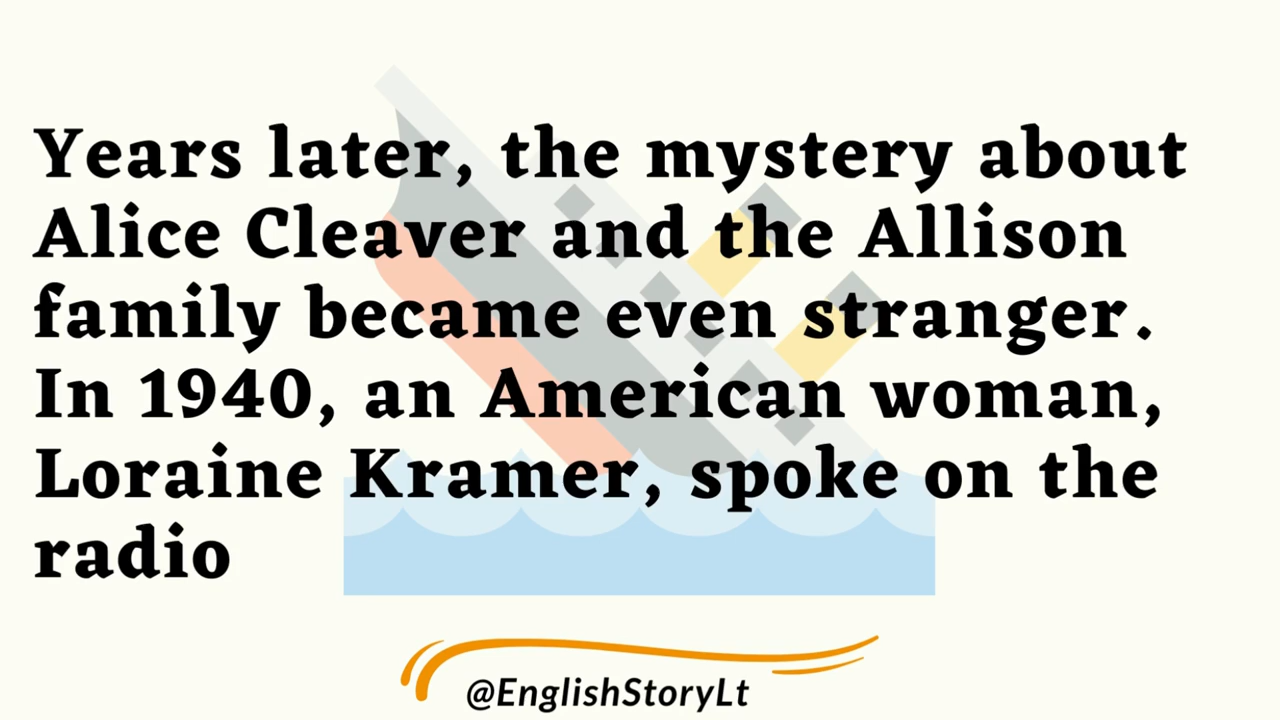 Years later, the mystery about
Alice Cleaver and the Allison
family became even stranger.
In 1940, an American woman,
Loraine Kramer, spoke on the
radio
@EnglishStoryLt